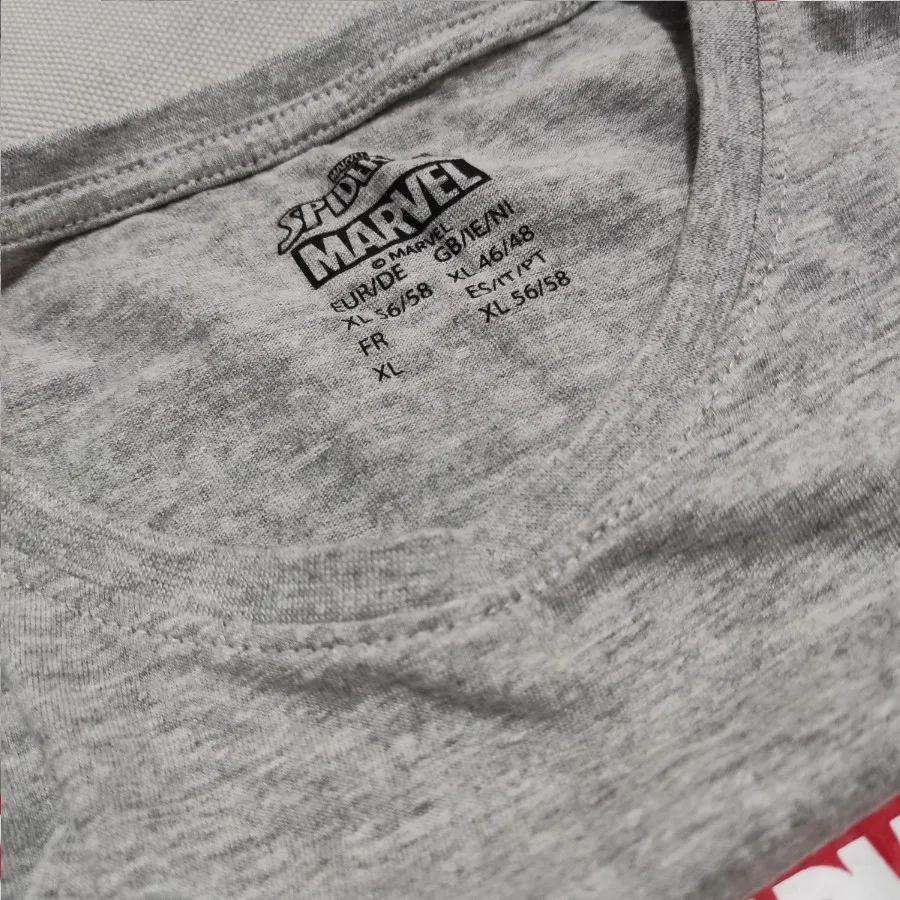 MARVEL
SPIDER
MARVEL
© MARVEL
EUR/DE GB/IE/NI
XL 56/58 XL 46/48
FR ES/IT/PT
XL XL 56/58